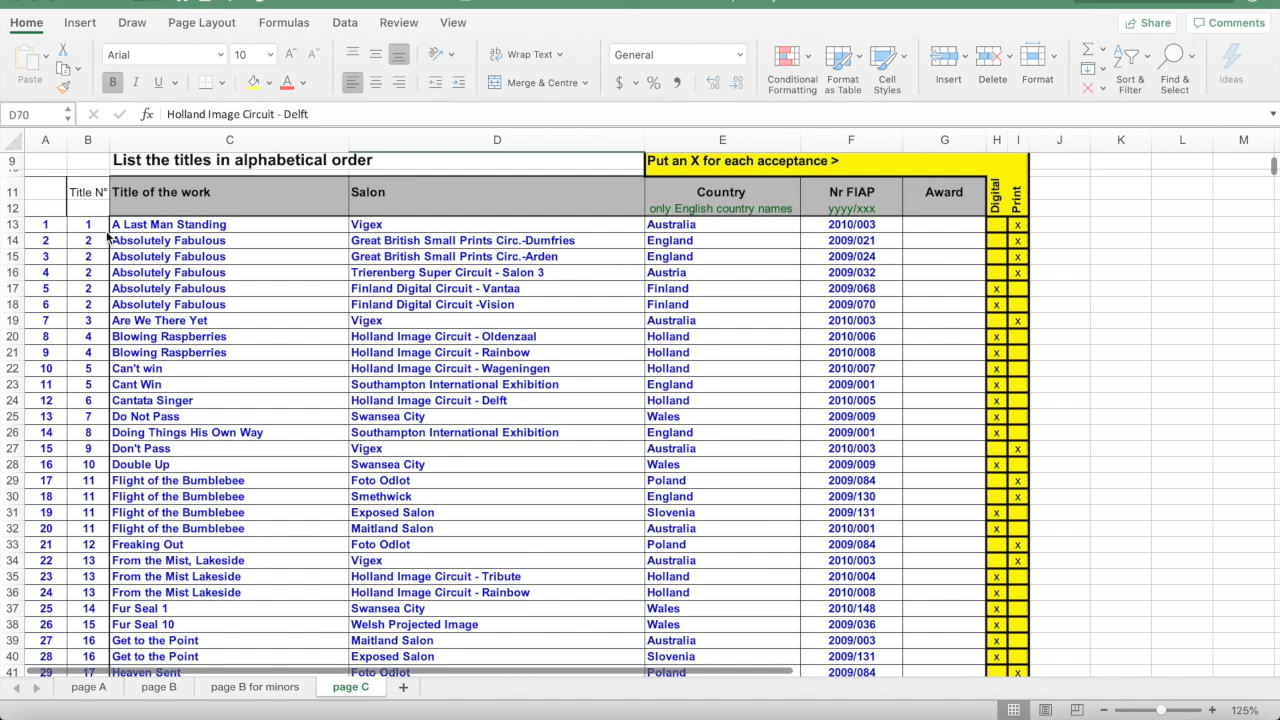 Home Insert Draw Page Layout Formulas Data Review View Share Comments
Arial 10 Wrap Text General
Paste Merge & Centre Conditional Formatting Format as Table Cell Styles Insert Delete Format Sort & Filter Find & Select Ideas
D70 fx Holland Image Circuit - Delft
A B C D E F G H I J K L M
9 List the titles in alphabetical order Put an X for each acceptance >
11 Title N° Title of the work Salon Country Nr FIAP Award Digital Print
12 only English country names yyyy/xxx
13 1 1 A Last Man Standing Vigex Australia 2010/003 x
14 2 2 Absolutely Fabulous Great British Small Prints Circ.-Dumfries England 2009/021 x
15 3 2 Absolutely Fabulous Great British Small Prints Circ.-Arden England 2009/024 x
16 4 2 Absolutely Fabulous Trierenberg Super Circuit - Salon 3 Austria 2009/032 x
17 5 2 Absolutely Fabulous Finland Digital Circuit - Vantaa Finland 2009/068 x
18 6 2 Absolutely Fabulous Finland Digital Circuit -Vision Finland 2009/070 x
19 7 3 Are We There Yet Vigex Australia 2010/003 x
20 8 4 Blowing Raspberries Holland Image Circuit - Oldenzaal Holland 2010/006 x
21 9 4 Blowing Raspberries Holland Image Circuit - Rainbow Holland 2010/008 x
22 10 5 Can't win Holland Image Circuit - Wageningen Holland 2010/007 x
23 11 5 Cant Win Southampton International Exhibition England 2009/001 x
24 12 6 Cantata Singer Holland Image Circuit - Delft Holland 2010/005 x
25 13 7 Do Not Pass Swansea City Wales 2009/009 x
26 14 8 Doing Things His Own Way Southampton International Exhibition England 2009/001 x
27 15 9 Don't Pass Vigex Australia 2010/003 x
28 16 10 Double Up Swansea City Wales 2009/009 x
29 17 11 Flight of the Bumblebee Foto Odlot Poland 2009/084 x
30 18 11 Flight of the Bumblebee Smethwick England 2009/130 x
31 19 11 Flight of the Bumblebee Exposed Salon Slovenia 2009/131 x
32 20 11 Flight of the Bumblebee Maitland Salon Australia 2010/001 x
33 21 12 Freaking Out Foto Odlot Poland 2009/084 x
34 22 13 From the Mist, Lakeside Vigex Australia 2010/003 x
35 23 13 From the Mist Lakeside Holland Image Circuit - Tribute Holland 2010/004 x
36 24 13 From the Mist Lakeside Holland Image Circuit - Rainbow Holland 2010/008 x
37 25 14 Fur Seal 1 Swansea City Wales 2010/148 x
38 26 15 Fur Seal 10 Welsh Projected Image Wales 2009/036 x
39 27 16 Get to the Point Maitland Salon Australia 2009/003 x
40 28 16 Get to the Point Exposed Salon Slovenia 2009/131 x
41 29 17 Heaven Sent Foto Odlot Poland 2009/084 x
page A page B page B for minors page C 
125%